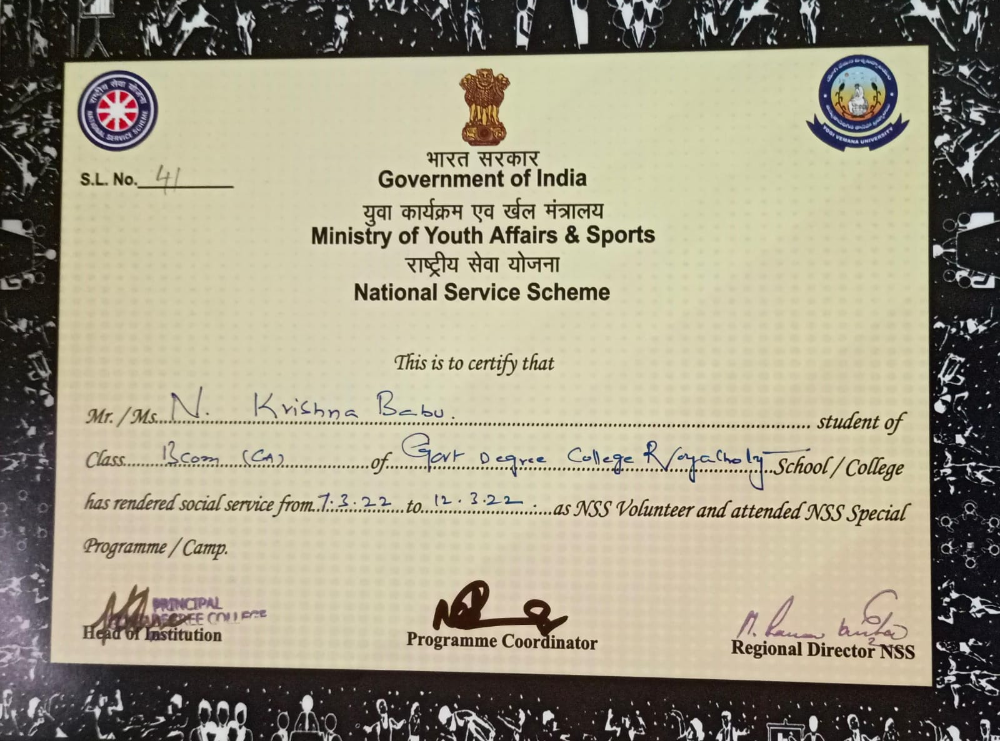 राष्ट्रीय सेवा योजना
NATIONAL SERVICE SCHEME
YOGI VEMANA UNIVERSITY
S.L. No. 41
भारत सरकार
Government of India
युवा कार्यक्रम एव र्खल मंत्रालय
Ministry of Youth Affairs & Sports
राष्ट्रीय सेवा योजना
National Service Scheme
This is to certify that
Mr. / Ms. N. Krishna Babu. student of
Class Bcom (CA) of Govt Degree College School / College
has rendered social service from 7.3.22 to 12.3.22 as NSS Volunteer and attended NSS Special
Programme / Camp.
PRINCIPAL
DEGREE COLLEGE
Head of Institution
Programme Coordinator
Regional Director NSS